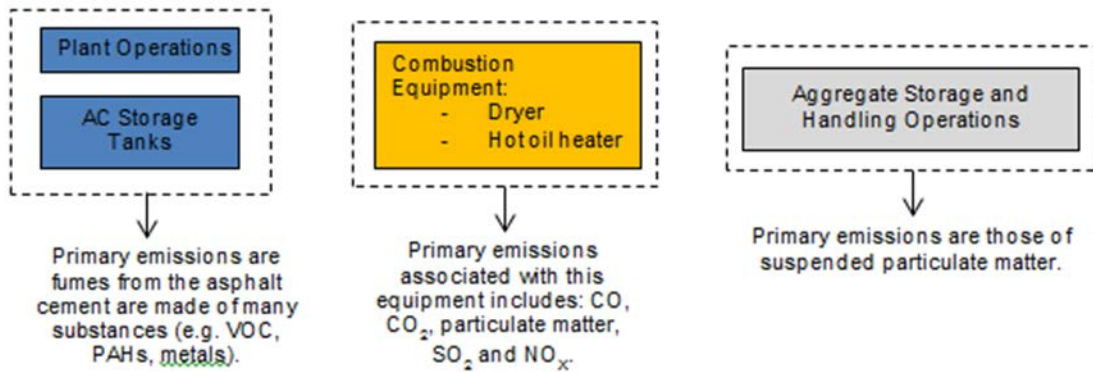 Plant Operations
AC Storage
Tanks
Primary emissions are
fumes from the asphalt
cement are made of many
substances (e.g. VOC,
PAHs, metals).
Combustion
Equipment:
- Dryer
- Hot oil heater
Primary emissions
associated with this
equipment includes: CO,
CO₂, particulate matter,
SO₂ and NOₓ.
Aggregate Storage and
Handling Operations
Primary emissions are those of
suspended particulate matter.